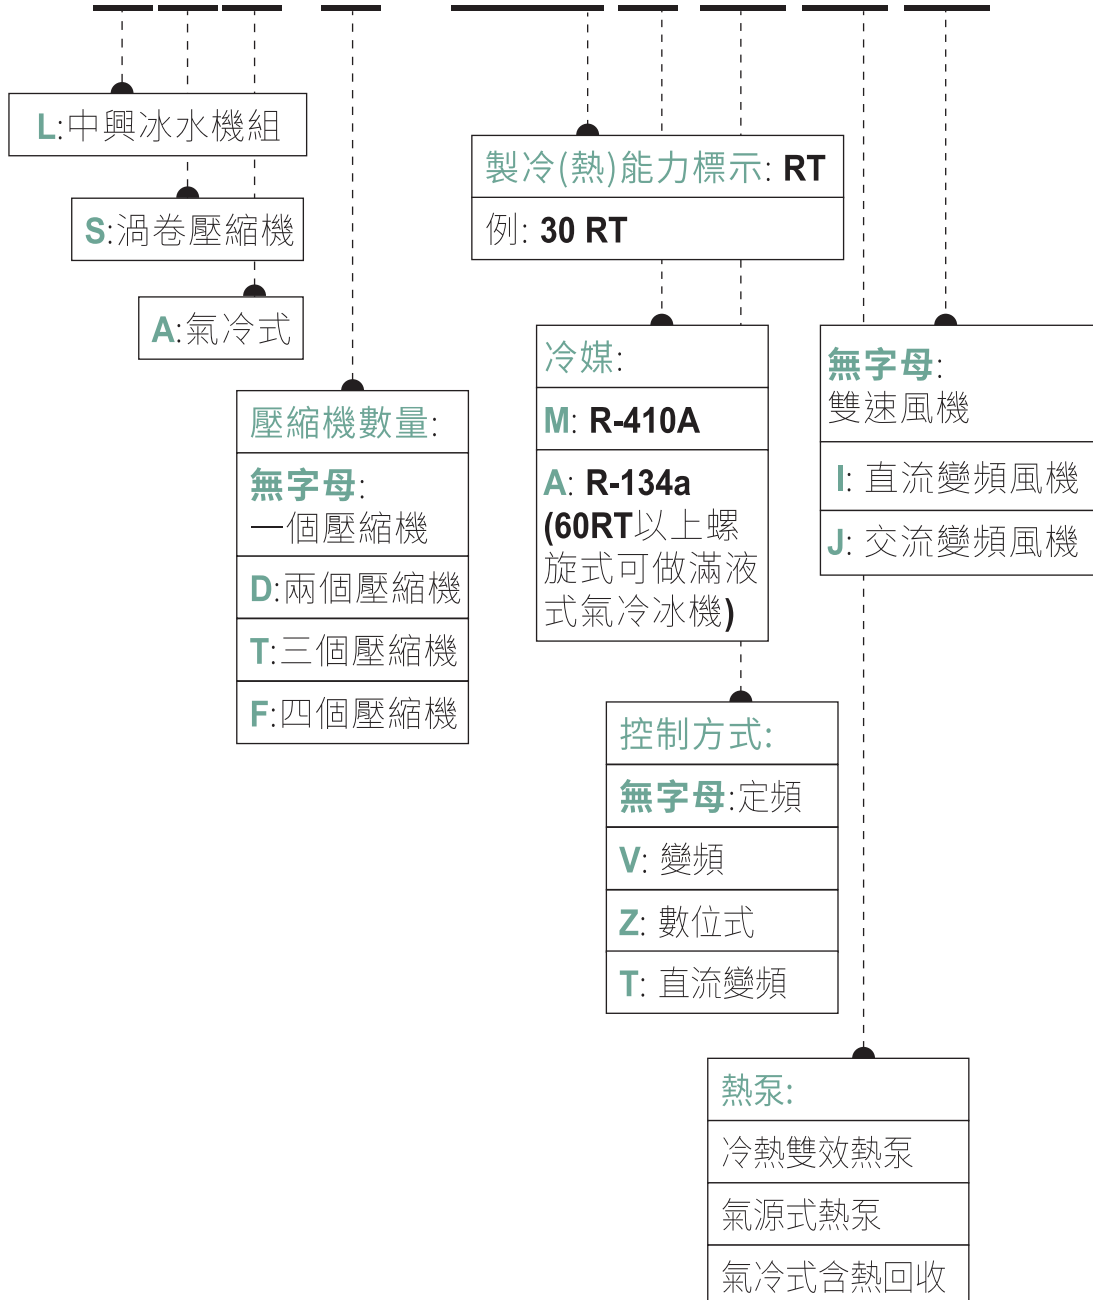 L:中興冰水機組
S:渦卷壓縮機
A:氣冷式
壓縮機數量:
無字母:
一個壓縮機
D:兩個壓縮機
T:三個壓縮機
F:四個壓縮機
製冷(熱)能力標示: RT
例: 30 RT
冷媒:
M: R-410A
A: R-134a
(60RT以上螺
旋式可做滿液
式氣冷冰機)
控制方式:
無字母:定頻
V: 變頻
Z: 數位式
T: 直流變頻
熱泵:
冷熱雙效熱泵
氣源式熱泵
氣冷式含熱回收
無字母:
雙速風機
I: 直流變頻風機
J: 交流變頻風機